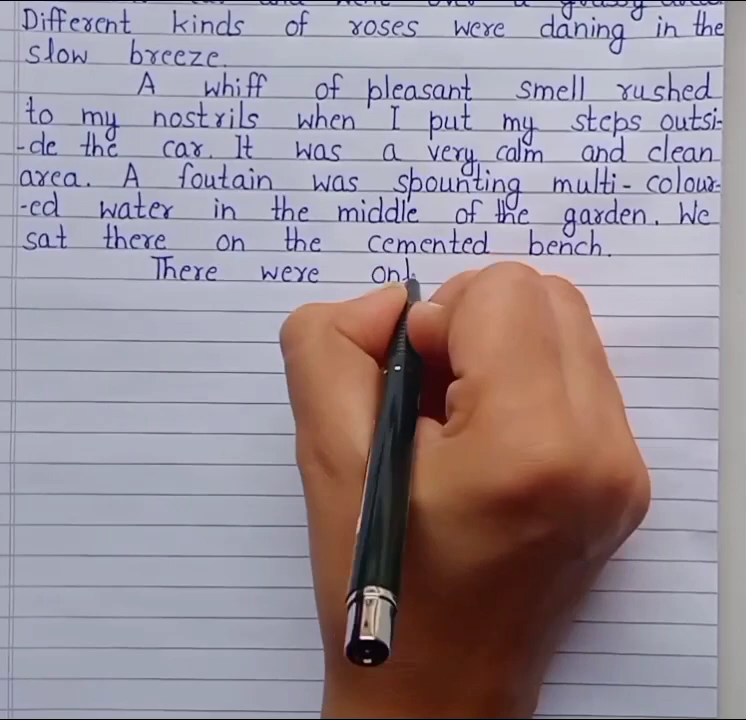 Different kinds of roses were daning in the
slow breeze.
A whiff of pleasant smell rushed
to my nostrils when I put my steps outsi-
-de the car. It was a very calm and clean
area. A foutain was spounting multi-colour-
-ed water in the middle of the garden. We
sat there on the cemented bench.
There were onl